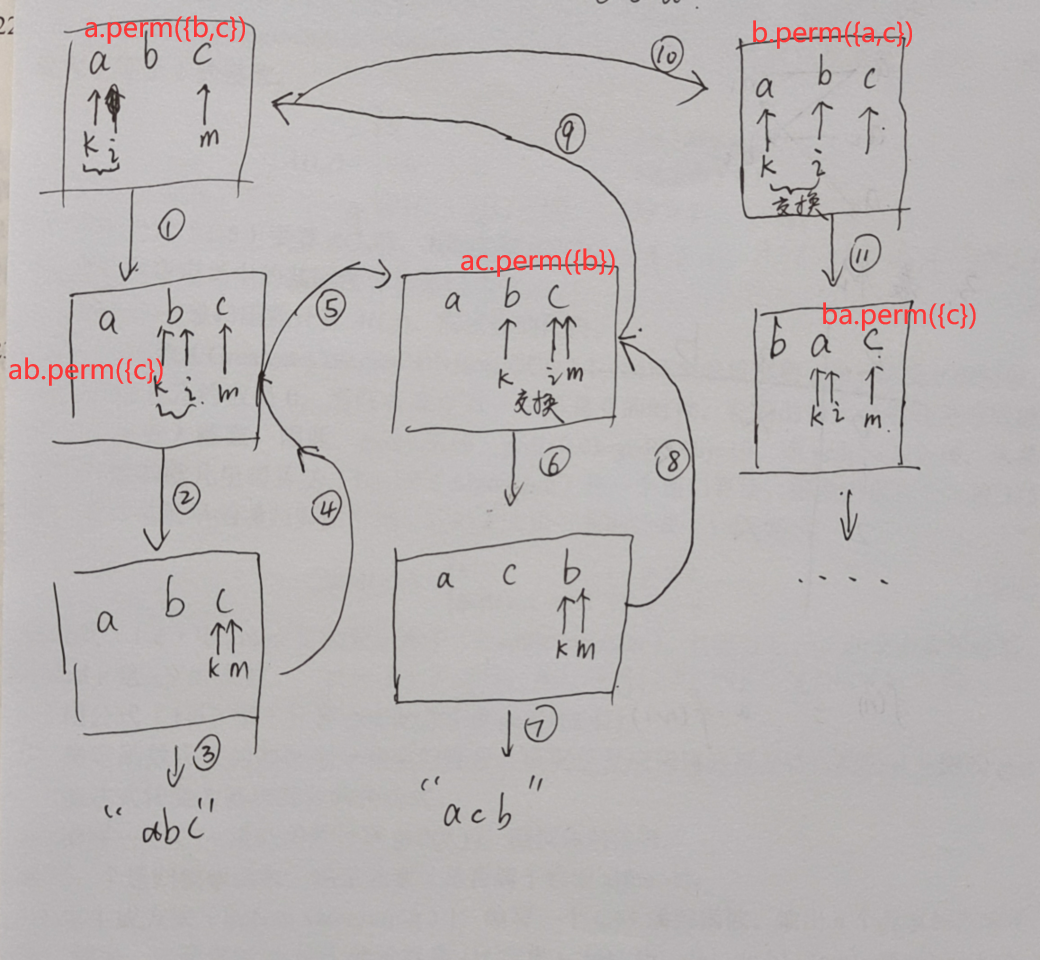 22
a.perm({b,c})
a b c
k i m
①
ab.perm({c})
a b c
k i m
②
a b c
k m
③
"abc"
④
⑤
ac.perm({b})
a b c
k i m
交换
⑥
a c b
k m
⑦
"acb"
⑧
⑨
⑩
b.perm({a,c})
a b c
k i
交换
⑪
ba.perm({c})
b a c
k i m
....